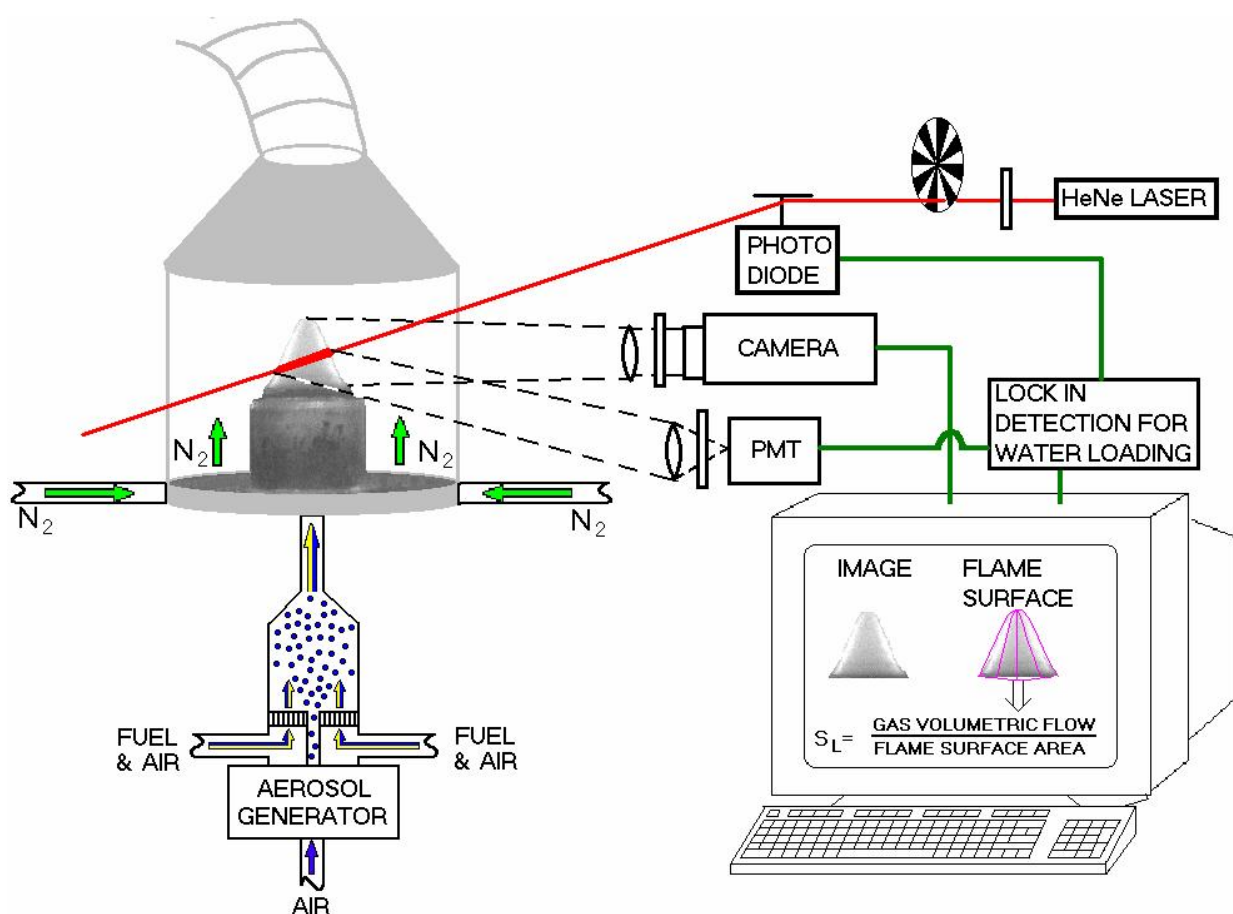 HeNe LASER
PHOTO
DIODE
CAMERA
LOCK IN
DETECTION FOR
WATER LOADING
PMT
N2
N2
N2
N2
IMAGE
FLAME
SURFACE
SL= GAS VOLUMETRIC FLOW
FLAME SURFACE AREA
FUEL
& AIR
FUEL
& AIR
AEROSOL
GENERATOR
AIR